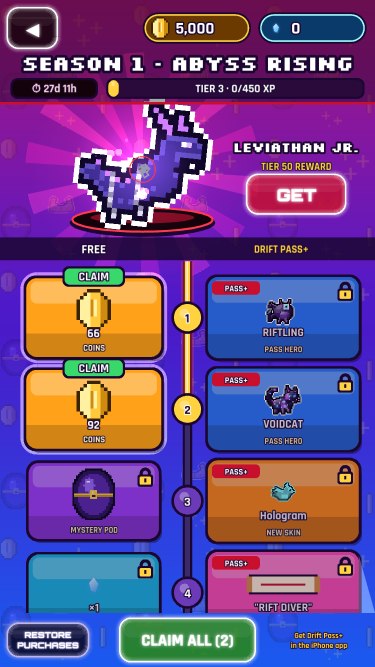 5,000
0
SEASON 1 - ABYSS RISING
27d 11h
TIER 3 · 0/450 XP
LEVIATHAN JR.
TIER 50 REWARD
GET
FREE
DRIFT PASS+
CLAIM
66
COINS
1
PASS+
RIFTLING
PASS HERO
CLAIM
92
COINS
2
PASS+
VOIDCAT
PASS HERO
MYSTERY POD
3
PASS+
Hologram
NEW SKIN
×1
4
PASS+
"RIFT DIVER"
RESTORE
PURCHASES
CLAIM ALL (2)
Get Drift Pass+
in the iPhone app